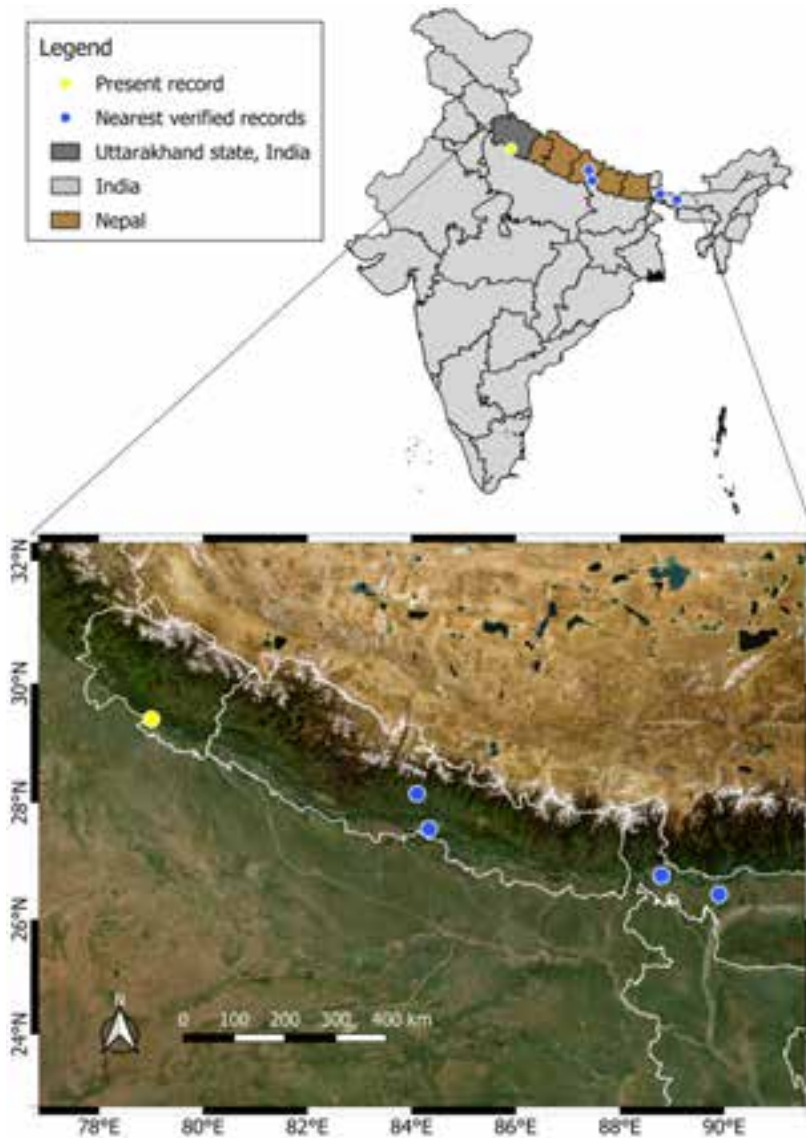 Legend
Present record
Nearest verified records
Uttarakhand state, India
India
Nepal
32°N
30°N
28°N
26°N
24°N
N
0 100 200 300 400 km
78°E 80°E 82°E 84°E 86°E 88°E 90°E